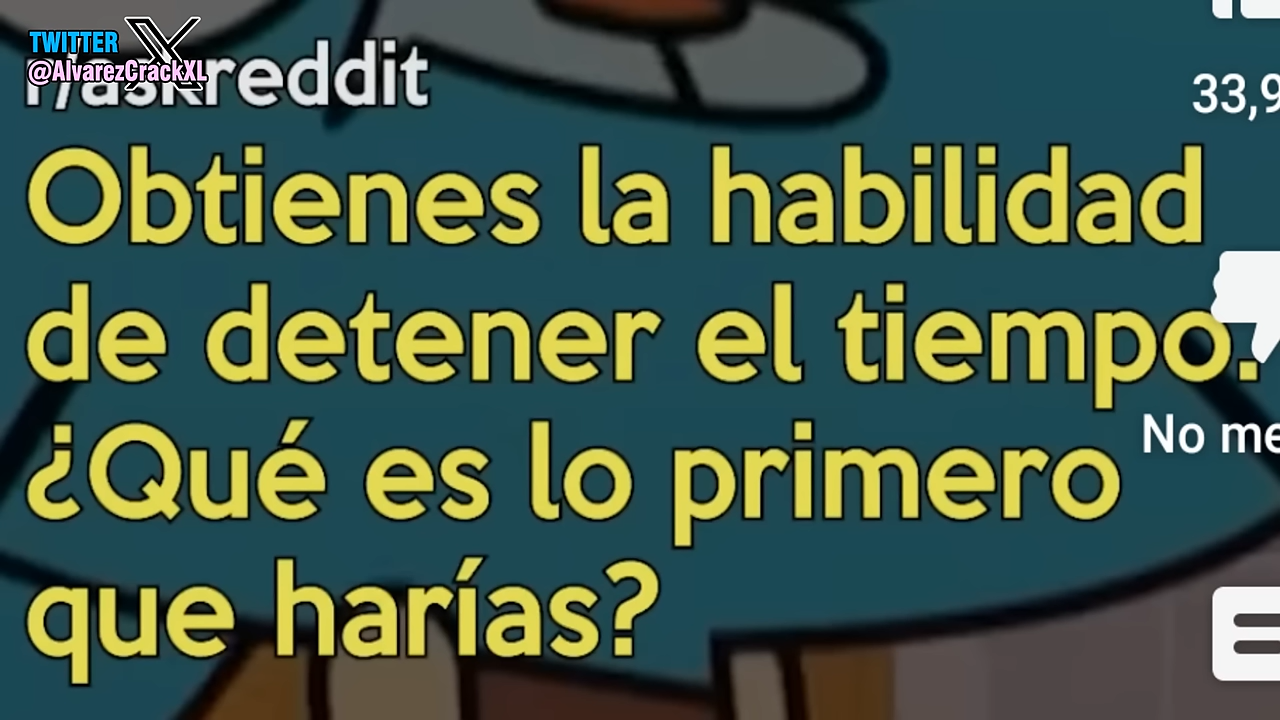 TWITTER X
@AlvarezCrackXL
r/askreddit
33,9
Obtienes la habilidad
de detener el tiempo.
¿Qué es lo primero
No me
que harías?